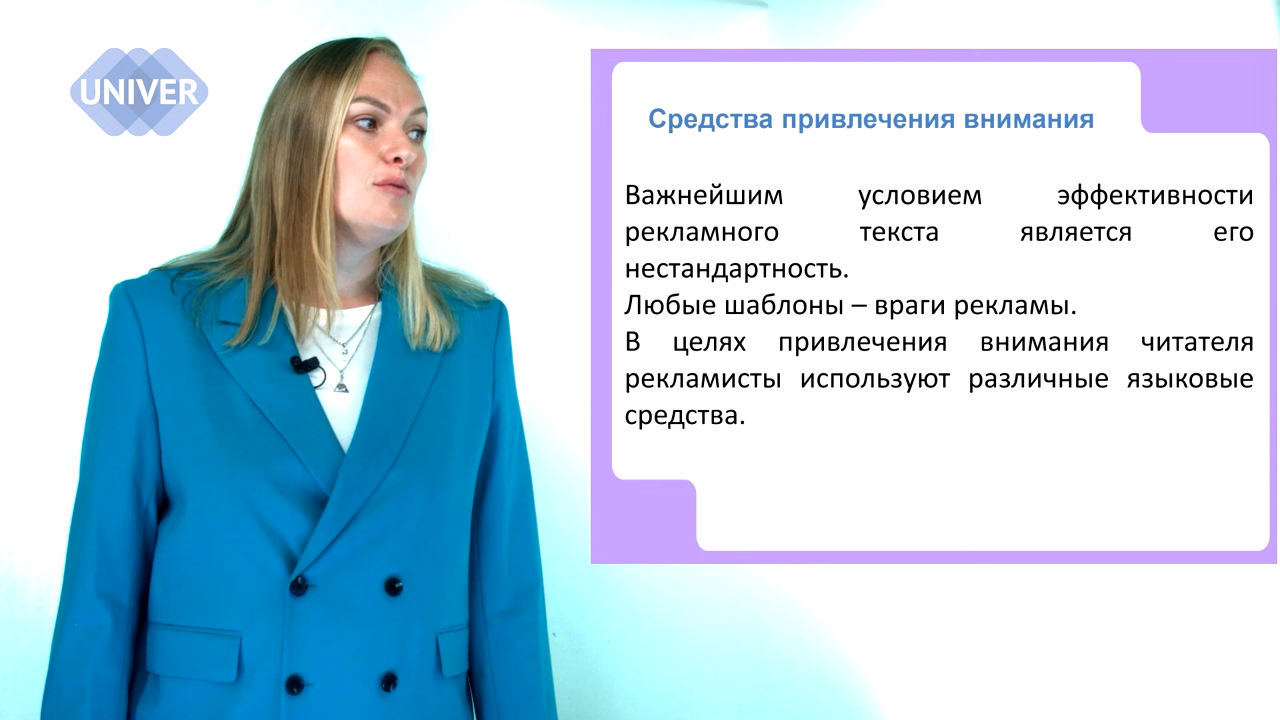 UNIVER
Средства привлечения внимания
Важнейшим условием эффективности
рекламного текста является его
нестандартность.
Любые шаблоны – враги рекламы.
В целях привлечения внимания читателя
рекламисты используют различные языковые
средства.